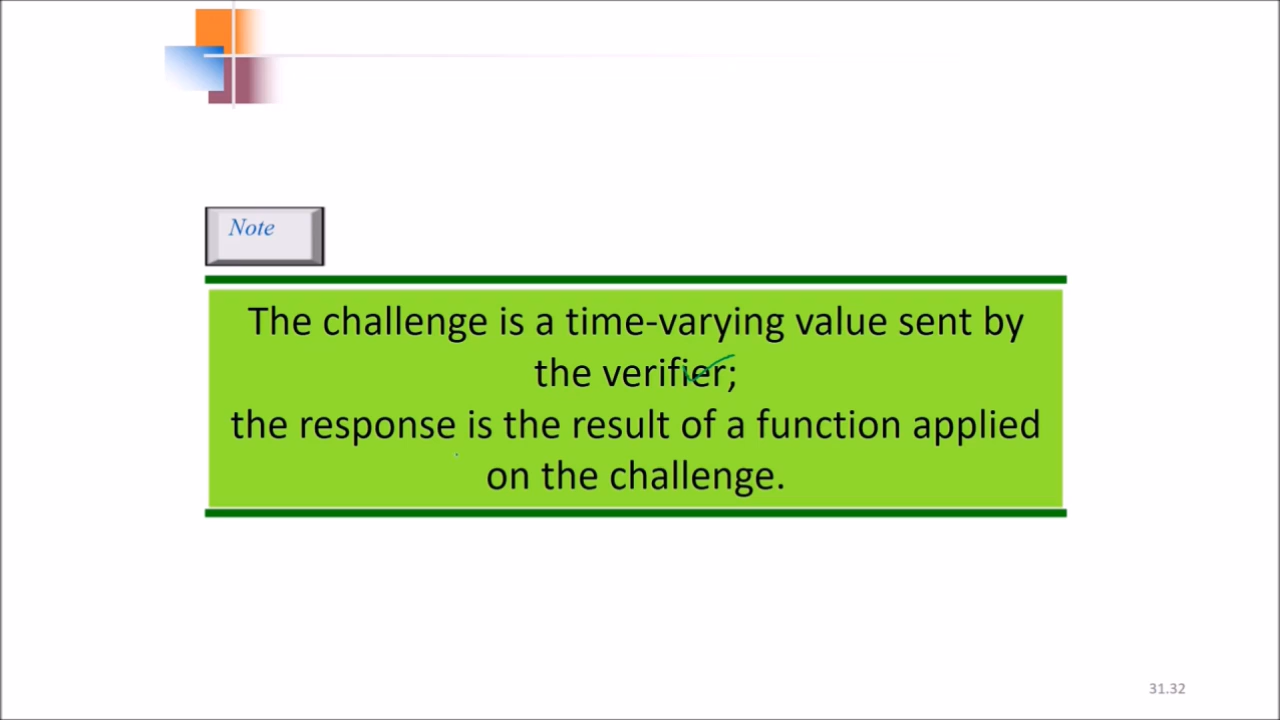 Note
The challenge is a time-varying value sent by
the verifier;
the response is the result of a function applied
on the challenge.
31.32